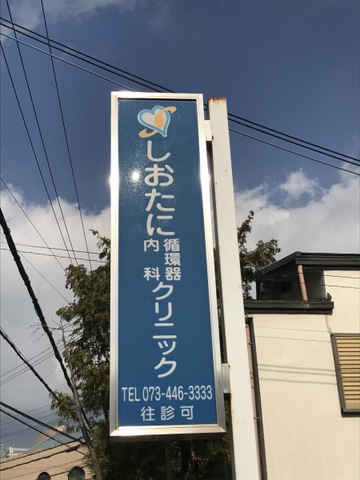 しおたに
循環器
内科
クリニック
TEL 073-446-3333
往診可